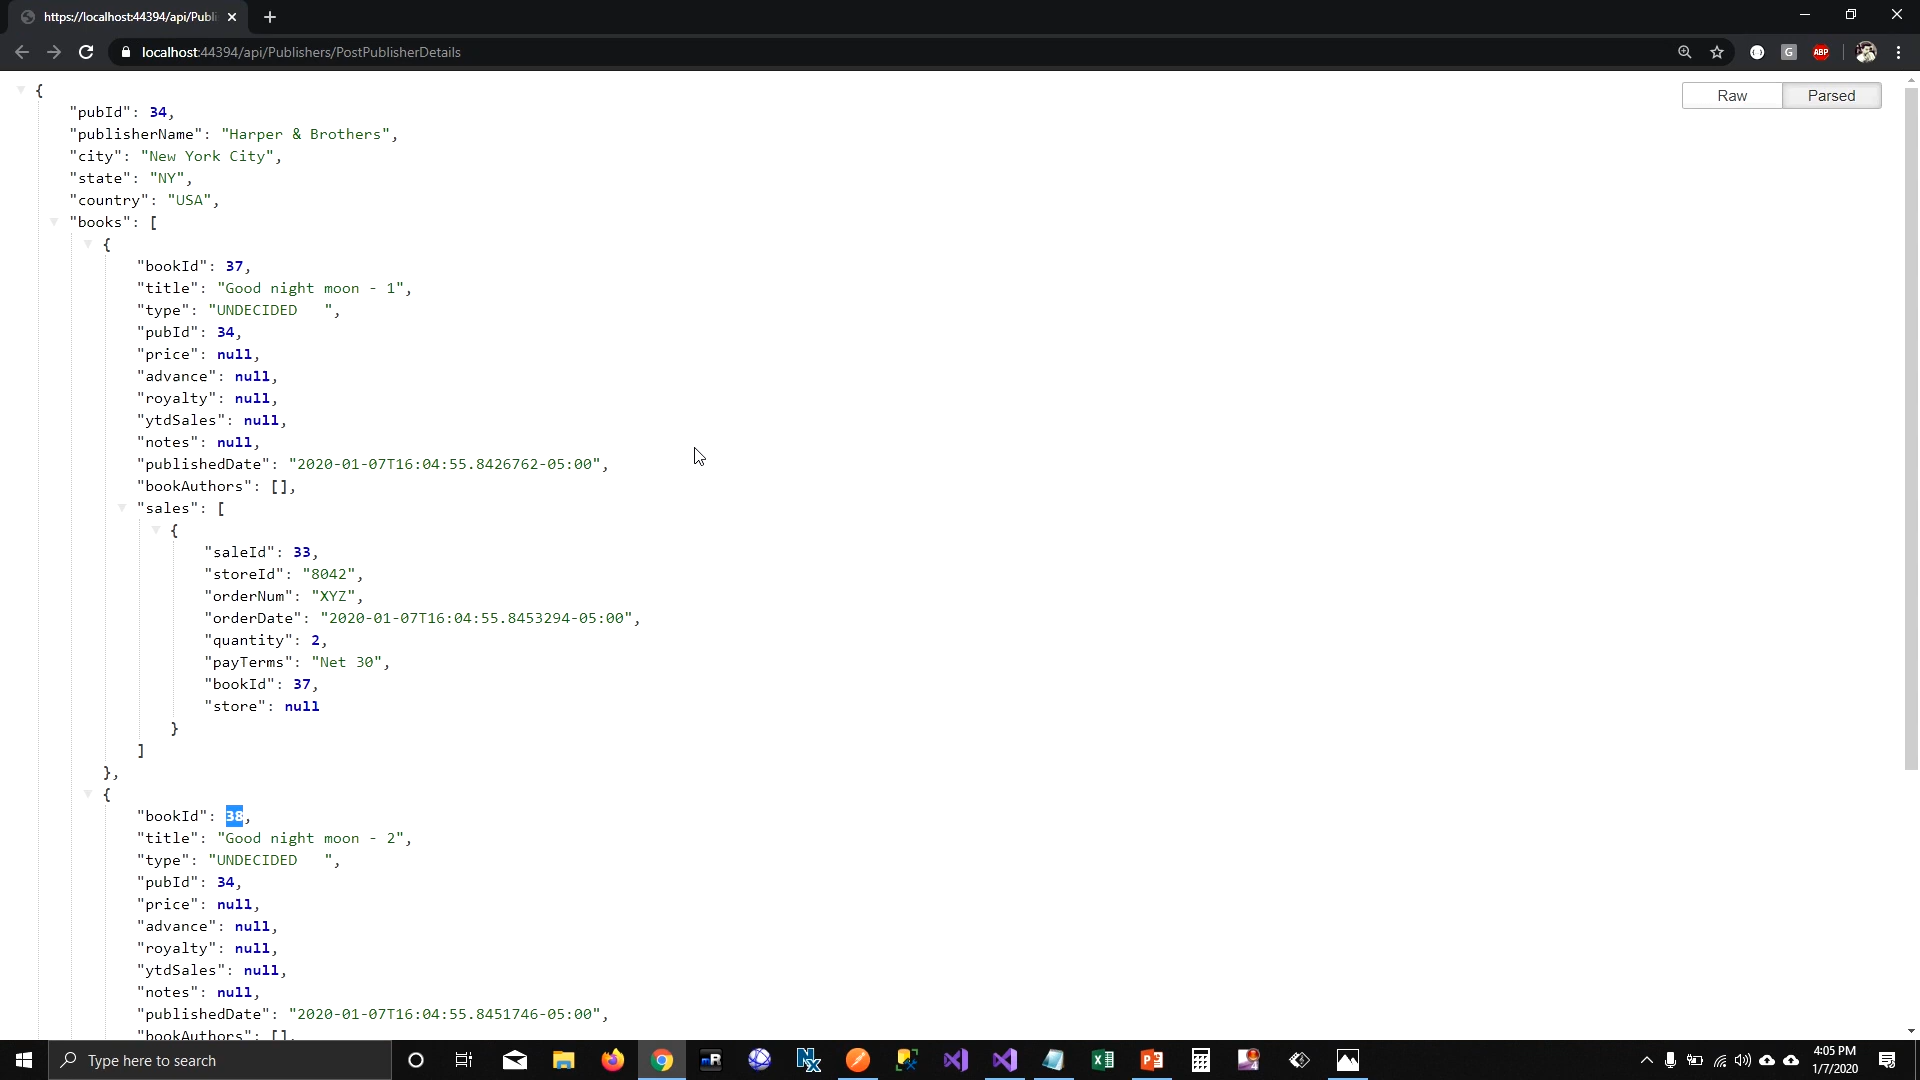 https://localhost:44394/api/Publi
localhost:44394/api/Publishers/PostPublisherDetails
G
ABP
Raw
Parsed
{
"pubId": 34,
"publisherName": "Harper & Brothers",
"city": "New York City",
"state": "NY",
"country": "USA",
"books": [
{
"bookId": 37,
"title": "Good night moon - 1",
"type": "UNDECIDED   ",
"pubId": 34,
"price": null,
"advance": null,
"royalty": null,
"ytdSales": null,
"notes": null,
"publishedDate": "2020-01-07T16:04:55.8426762-05:00",
"bookAuthors": [],
"sales": [
{
"saleId": 33,
"storeId": "8042",
"orderNum": "XYZ",
"orderDate": "2020-01-07T16:04:55.8453294-05:00",
"quantity": 2,
"payTerms": "Net 30",
"bookId": 37,
"store": null
}
]
},
{
"bookId": 38,
"title": "Good night moon - 2",
"type": "UNDECIDED   ",
"pubId": 34,
"price": null,
"advance": null,
"royalty": null,
"ytdSales": null,
"notes": null,
"publishedDate": "2020-01-07T16:04:55.8451746-05:00",
"bookAuthors": [],
Type here to search
4:05 PM
1/7/2020